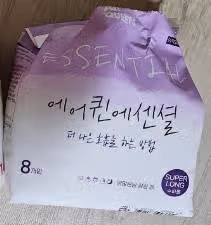 ESSENTIAL
에어퀸에센셜
더 나은 호흡을 하는 방법
8개입
SUPER
LONG